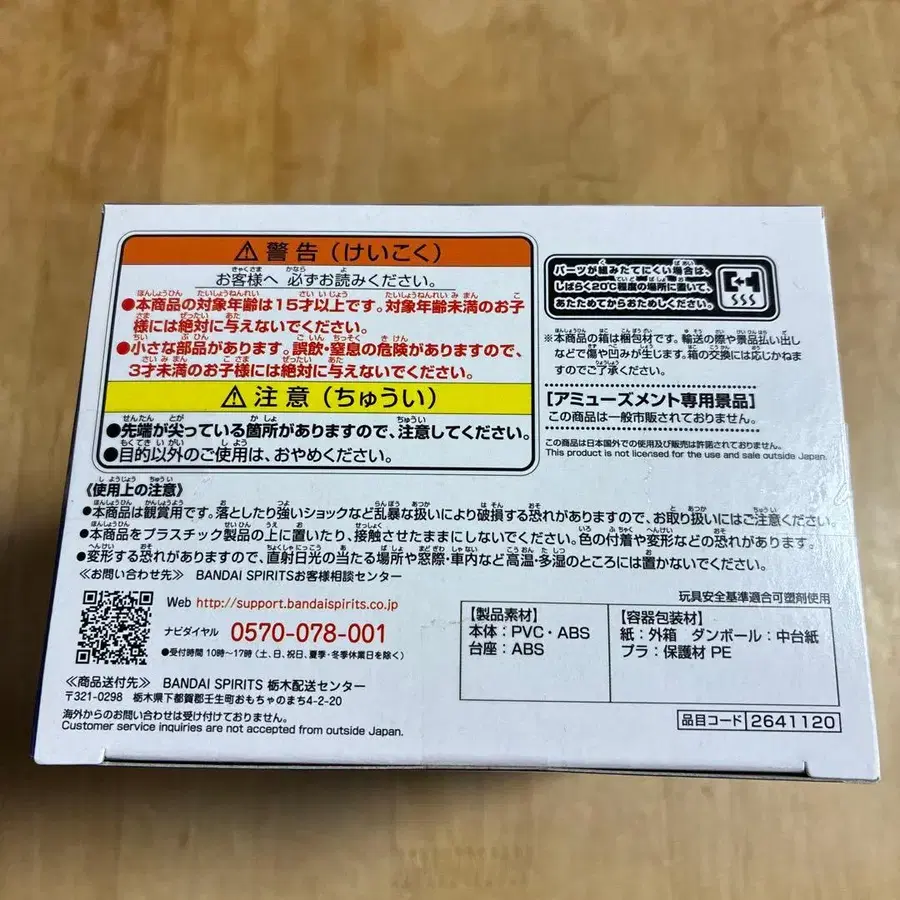 ⚠ 警告（けいこく）
お客様へ 必ずお読みください。
●本商品の対象年齢は15才以上です。対象年齢未満のお子
様には絶対に与えないでください。
●小さな部品があります。誤飲・窒息の危険がありますので、
3才未満のお子様には絶対に与えないでください。
⚠ 注意（ちゅうい）
●先端が尖っている箇所がありますので、注意してください。
●目的以外のご使用は、おやめください。
パーツが組みたてにくい場合は、
しばらく20℃程度の場所に置いて、
あたためてからおためしください。
※本商品の箱は梱包材です。輸送の際や景品払い出し
などで傷や凹みが生じます。箱の交換には応じかねま
すのでご了承ください。
【アミューズメント専用景品】
この商品は一般市販されておりません。
この商品は日本国外での使用及び販売は許諾されておりません。
This product is not licensed for the use and sale outside Japan.
《使用上の注意》
●本商品は観賞用です。落としたり強いショックなど乱暴な扱いにより破損する恐れがありますので、お取り扱いにはご注意ください。
●本商品をプラスチック製品の上に置いたり、接触させたままにしないでください。色の付着や変形などの恐れがあります。
●変形する恐れがありますので、直射日光の当たる場所や窓際・車内など高温・多湿のところには置かないでください。
≪お問い合わせ先≫ BANDAI SPIRITSお客様相談センター
Web http://support.bandaispirits.co.jp
ナビダイヤル 0570-078-001
●受付時間 10時〜17時（土、日、祝日、夏季・冬季休業日を除く）
≪商品送付先≫ BANDAI SPIRITS 栃木配送センター
〒321-0298 栃木県下都賀郡壬生町おもちゃのまち4-2-20
海外からのお問い合わせは受け付けておりません。
Customer service inquiries are not accepted from outside Japan.
玩具安全基準適合可塑剤使用
【製品素材】
本体：PVC・ABS
台座：ABS
【容器包装材】
紙：外箱 ダンボール：中台紙
プラ：保護材 PE
品目コード 2641120